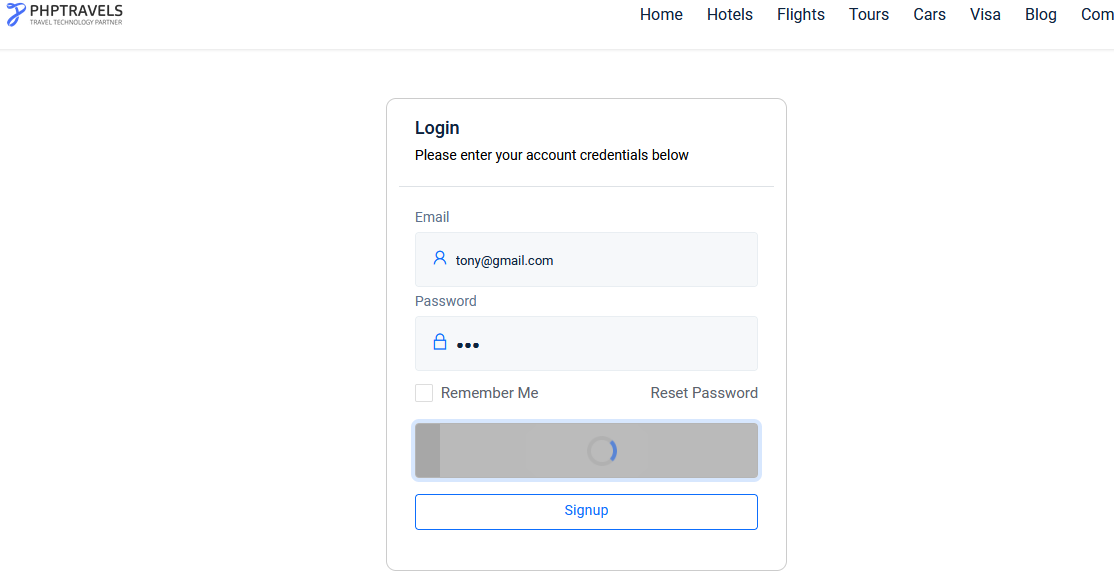 PHPTRAVELS
TRAVEL TECHNOLOGY PARTNER
Home Hotels Flights Tours Cars Visa Blog Com
Login
Please enter your account credentials below
Email
tony@gmail.com
Password
•••
Remember Me Reset Password
Signup